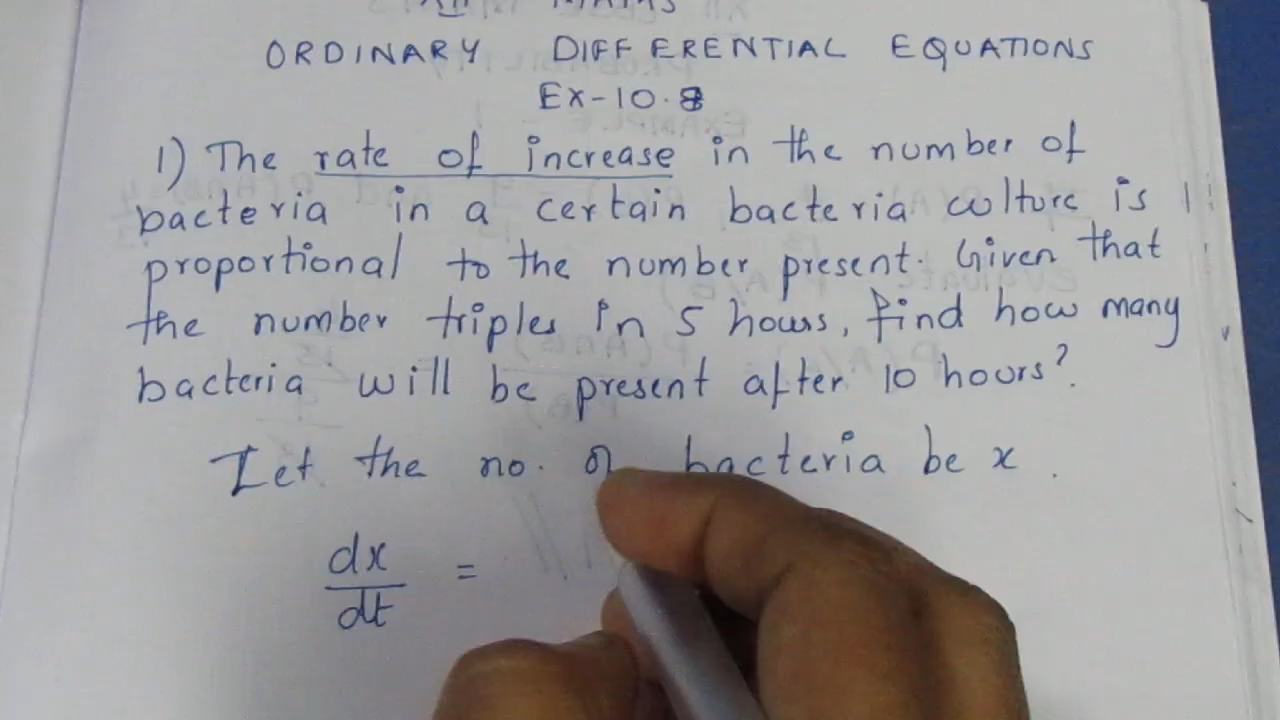 ORDINARY DIFFERENTIAL EQUATIONS
EX-10.8
1) The rate of increase in the number of
bacteria in a certain bacteria culture is
proportional to the number present. Given that
the number triples in 5 hours, find how many
bacteria will be present after 10 hours?
Let the no. bacteria be x .
dx
dt =